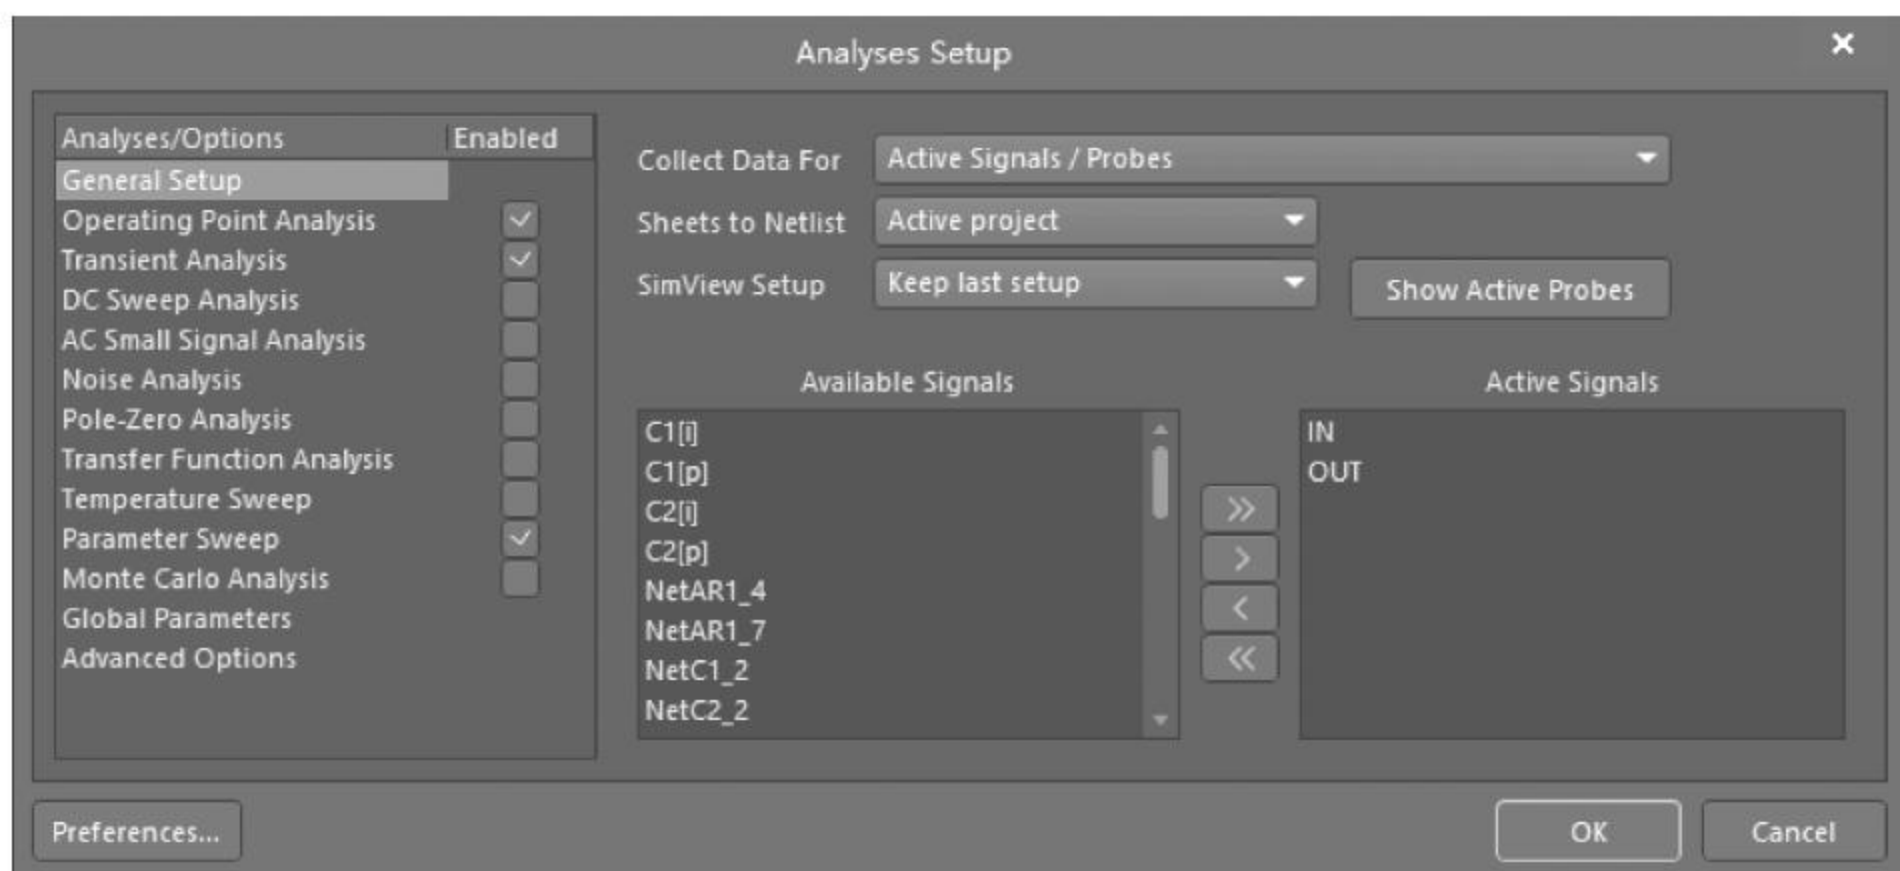 Analyses Setup
Analyses/Options Enabled
General Setup
Operating Point Analysis
Transient Analysis
DC Sweep Analysis
AC Small Signal Analysis
Noise Analysis
Pole-Zero Analysis
Transfer Function Analysis
Temperature Sweep
Parameter Sweep
Monte Carlo Analysis
Global Parameters
Advanced Options
Collect Data For Active Signals / Probes
Sheets to Netlist Active project
SimView Setup Keep last setup Show Active Probes
Available Signals
C1[i]
C1[p]
C2[i]
C2[p]
NetAR1_4
NetAR1_7
NetC1_2
NetC2_2
>>
>
<
<<
Active Signals
IN
OUT
Preferences... OK Cancel